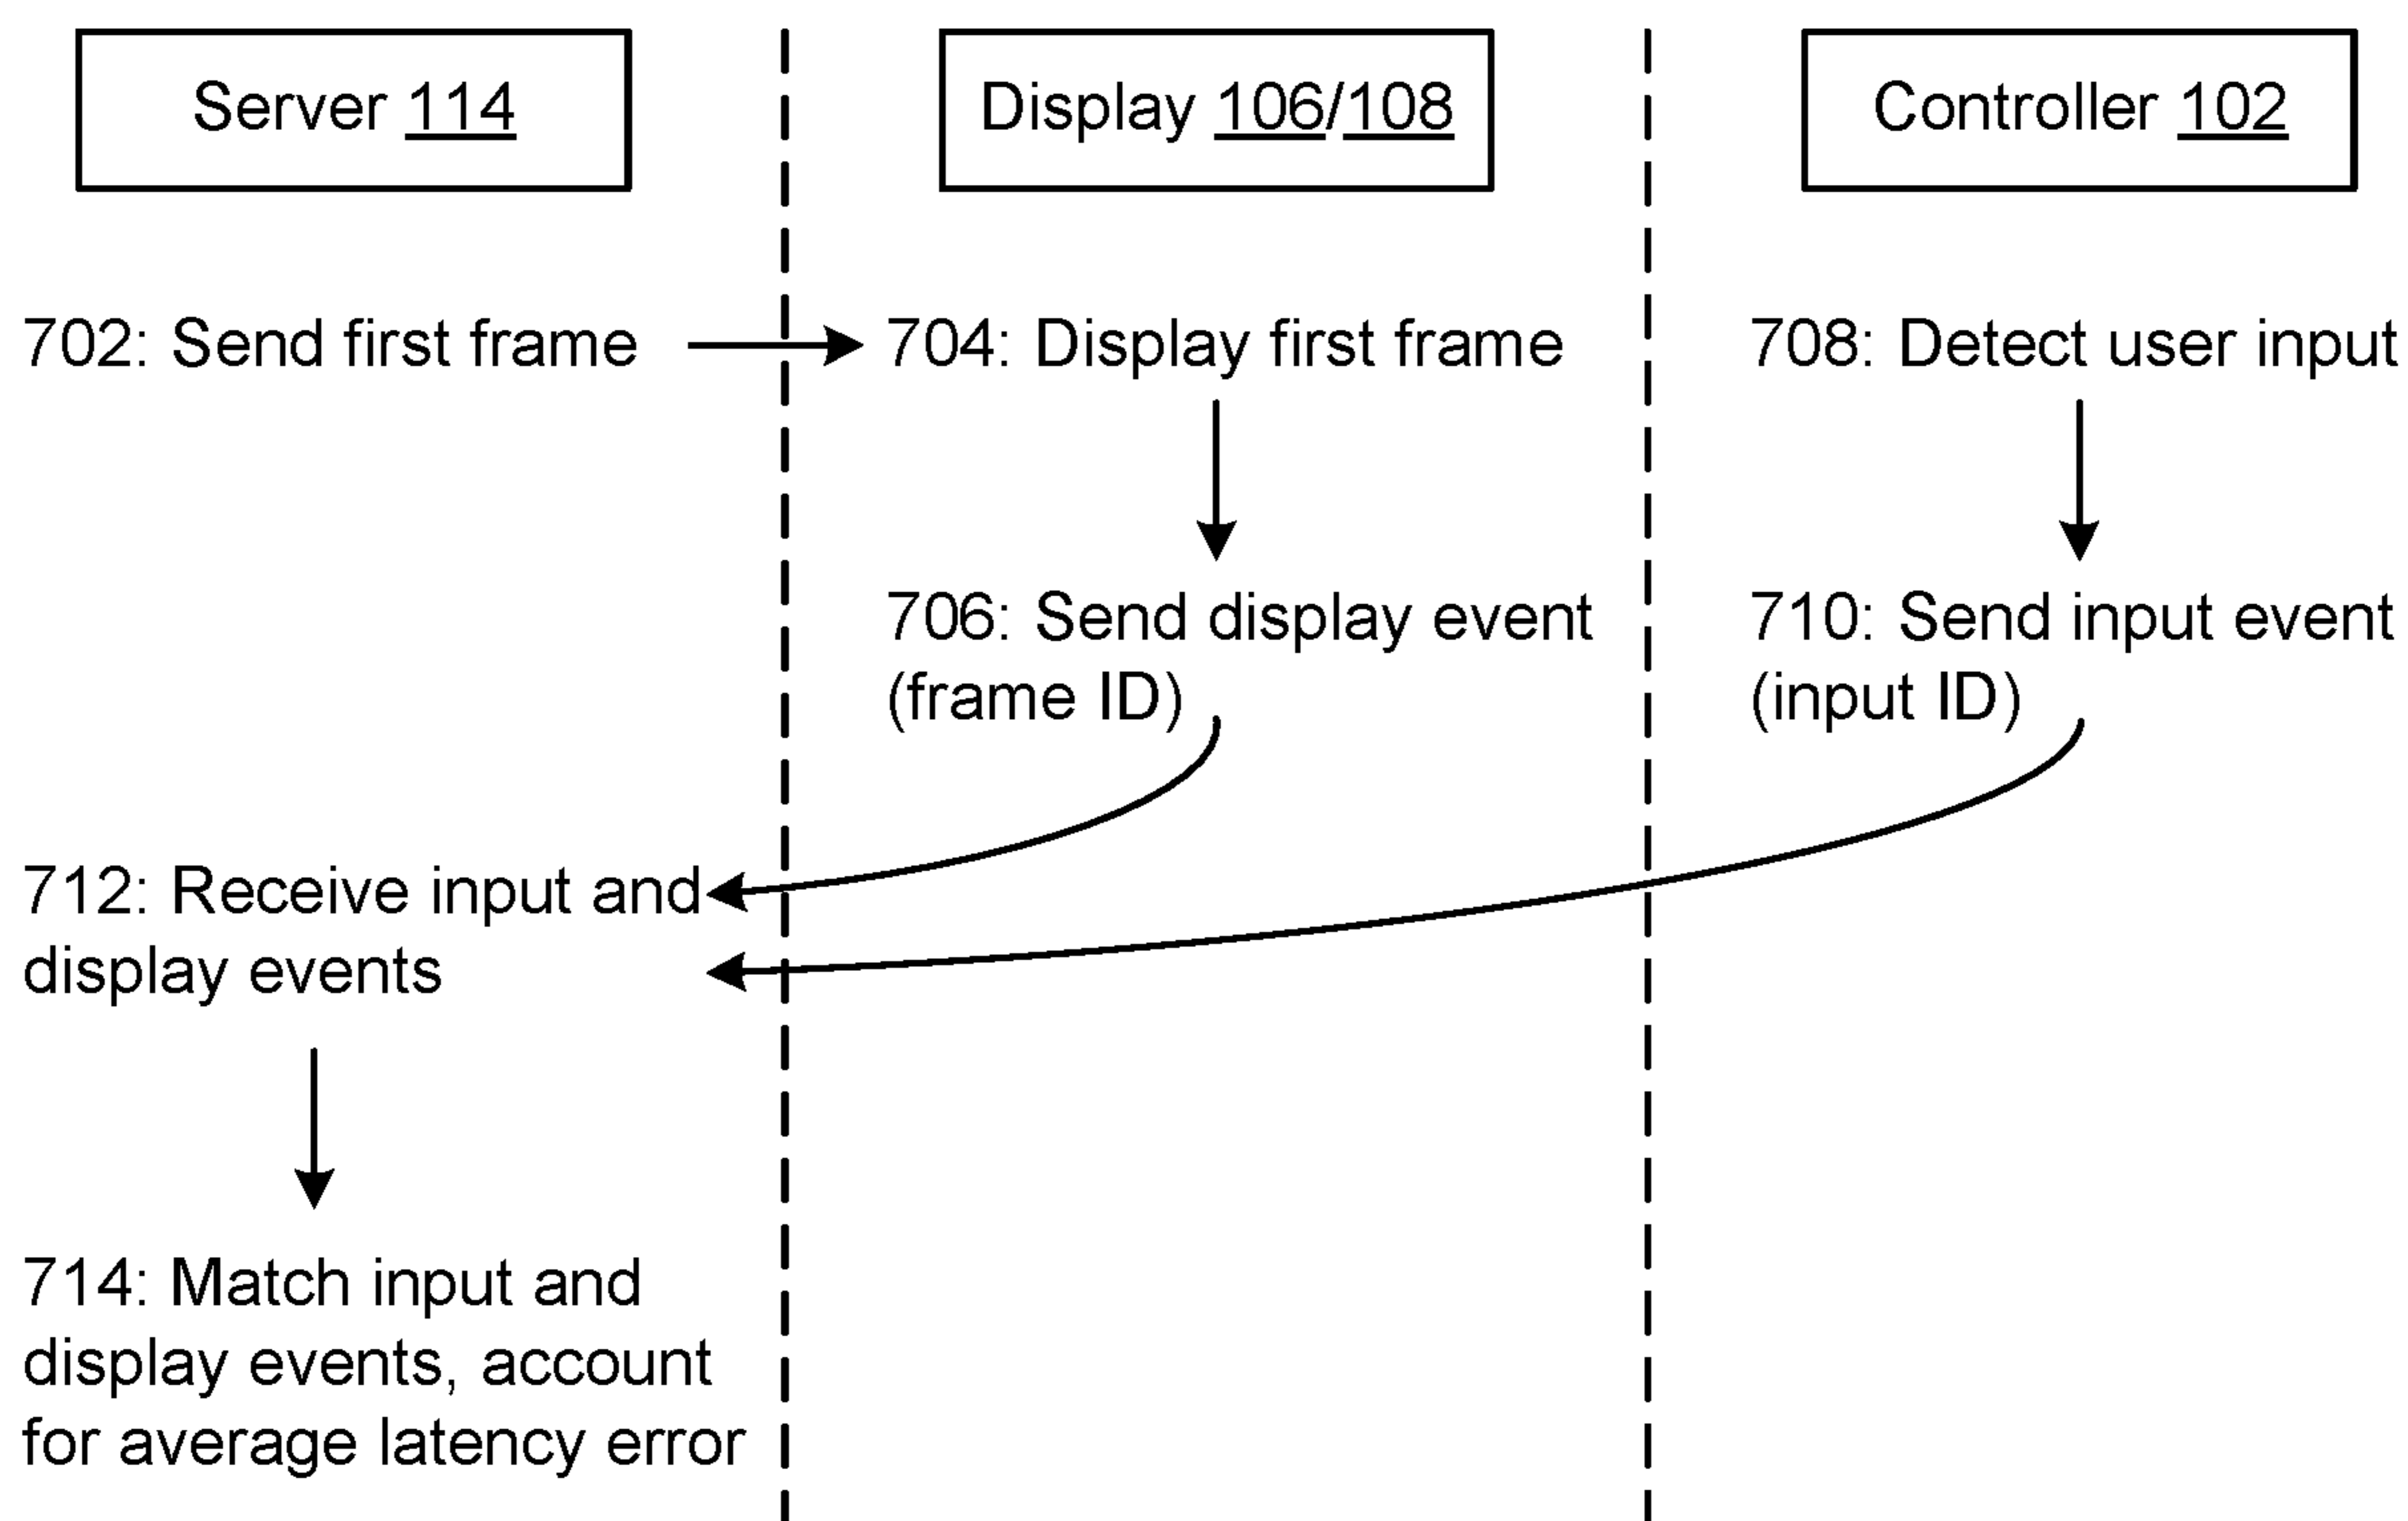 Server 114
Display 106/108
Controller 102
702: Send first frame
704: Display first frame
708: Detect user input
706: Send display event
(frame ID)
710: Send input event
(input ID)
712: Receive input and
display events
714: Match input and
display events, account
for average latency error